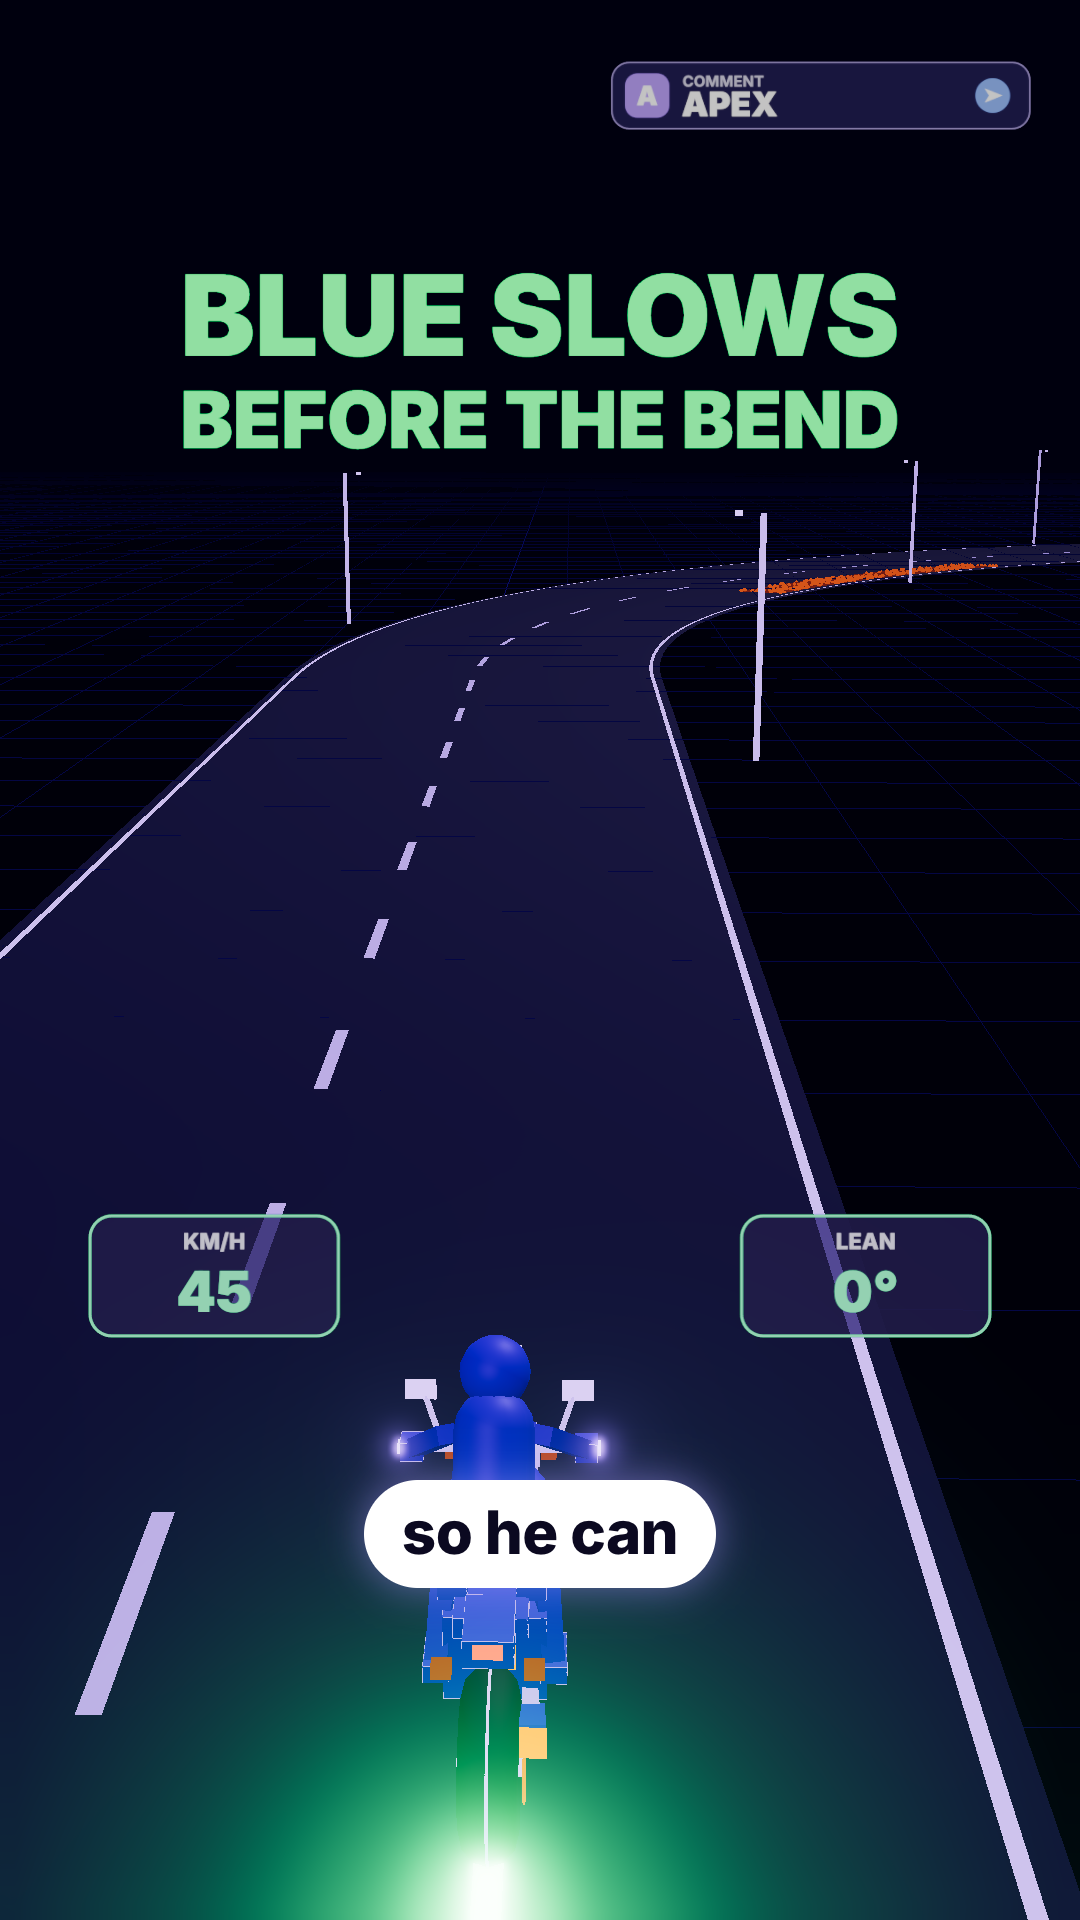 A
COMMENT
APEX
BLUE SLOWS
BEFORE THE BEND
KM/H
45
LEAN
0°
so he can